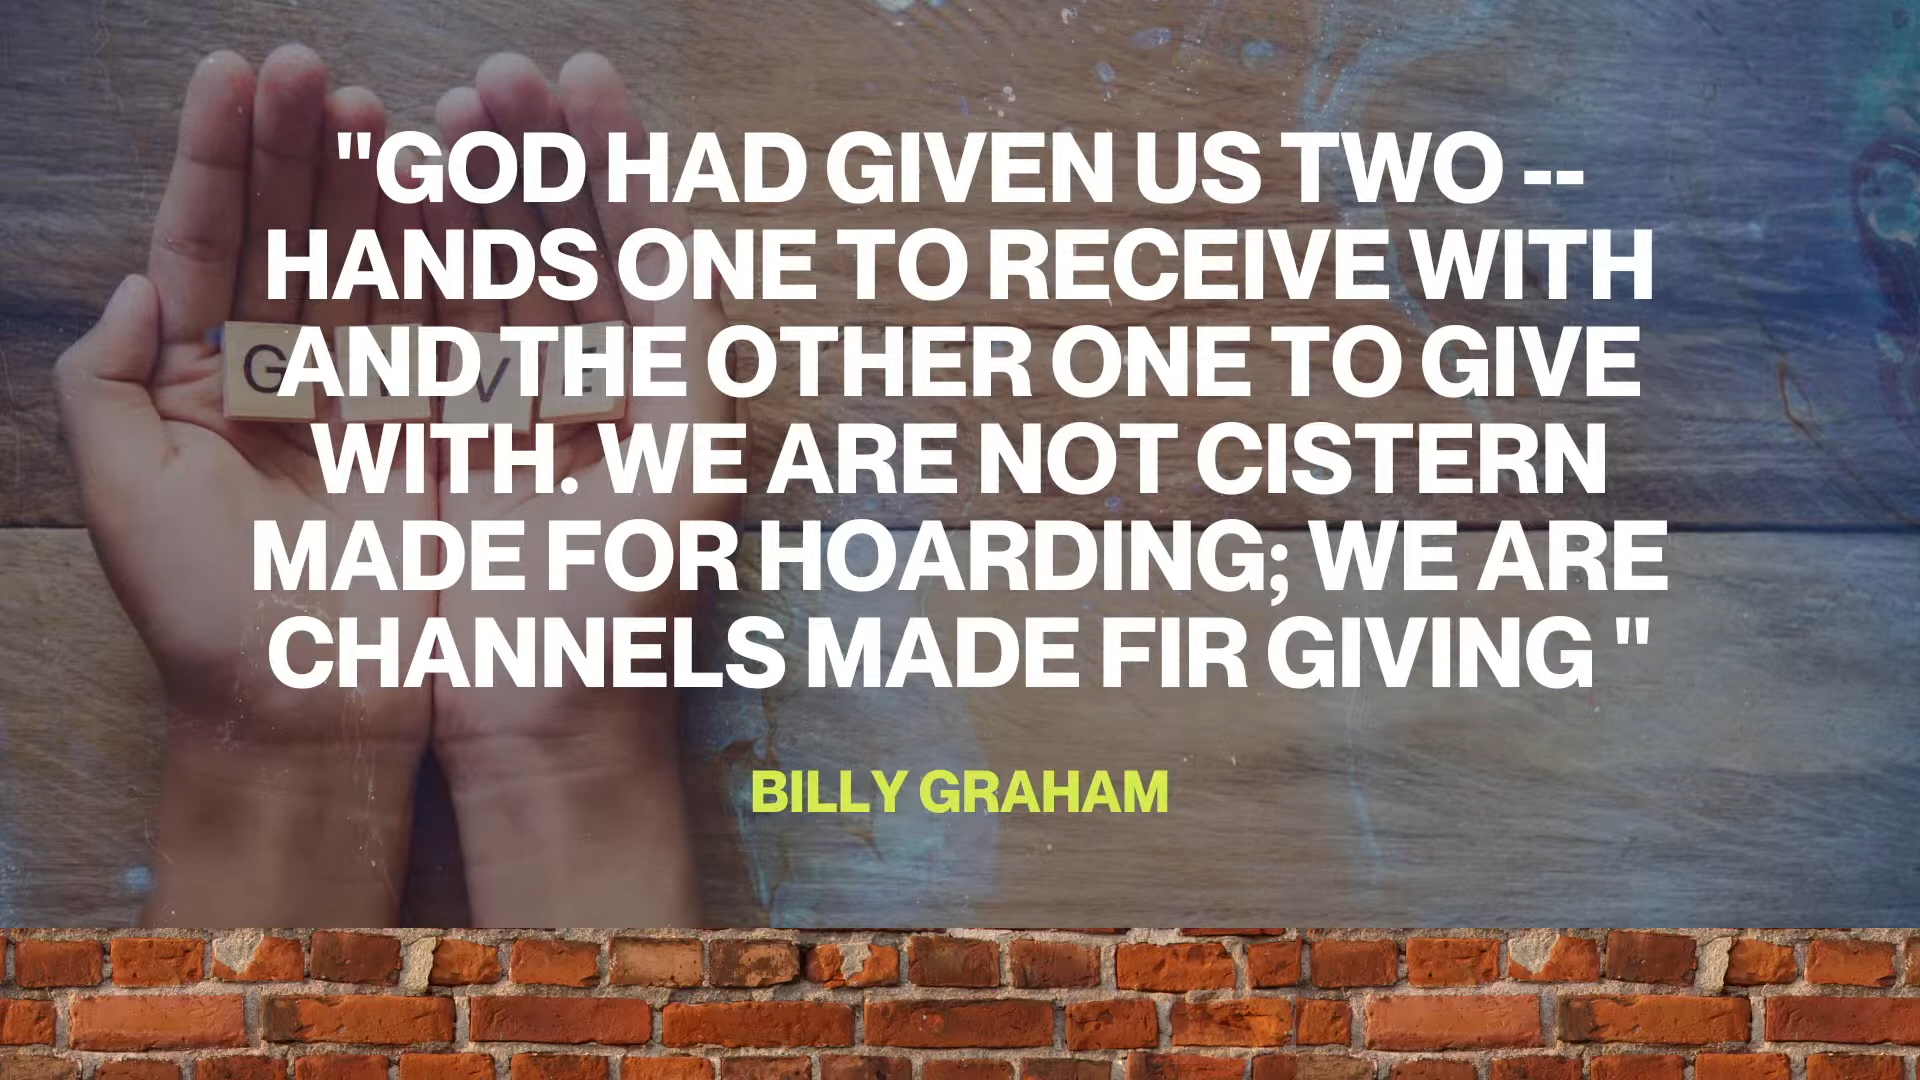 "GOD HAD GIVEN US TWO --
HANDS ONE TO RECEIVE WITH
AND THE OTHER ONE TO GIVE
WITH. WE ARE NOT CISTERN
MADE FOR HOARDING; WE ARE
CHANNELS MADE FIR GIVING "
G I V E
BILLY GRAHAM